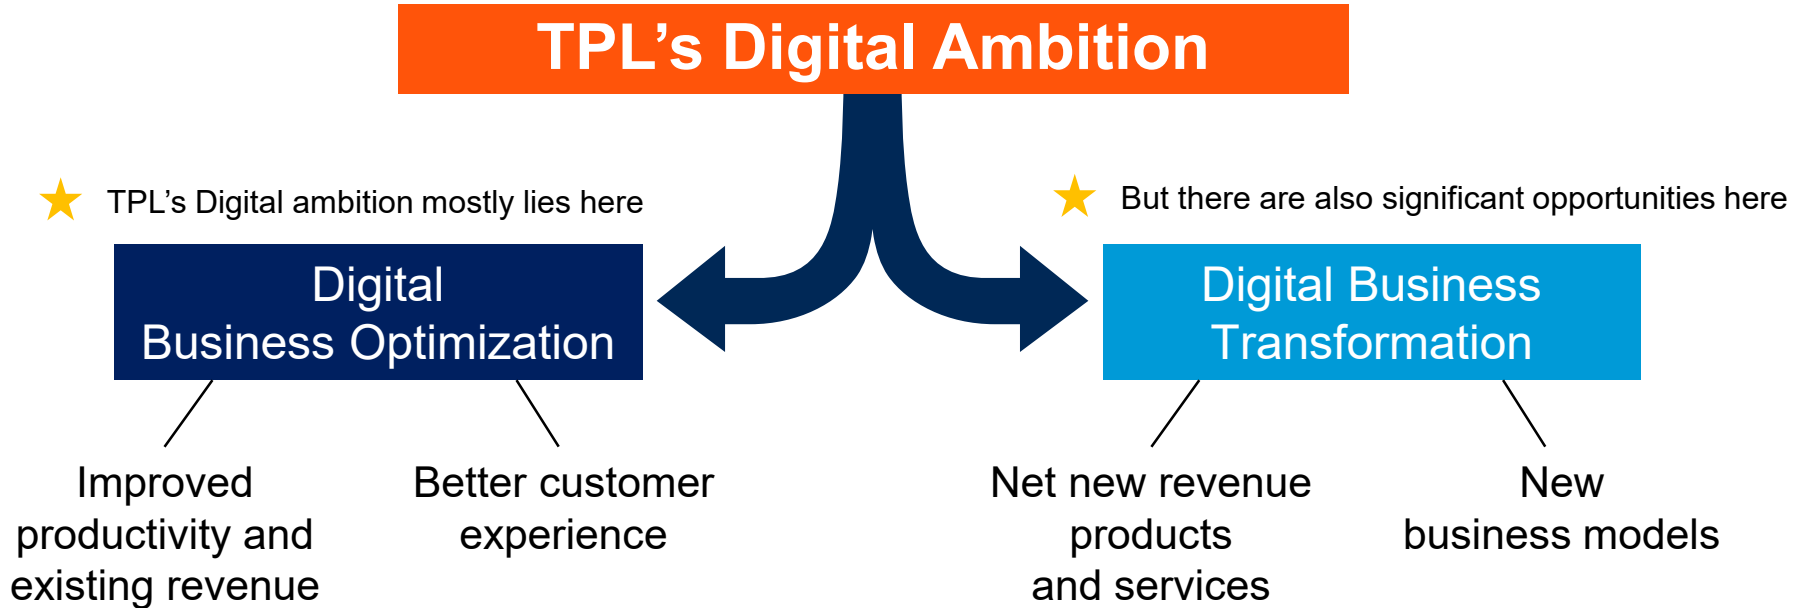 TPL’s Digital Ambition
TPL’s Digital ambition mostly lies here
But there are also significant opportunities here
Digital
Business Optimization
Digital Business
Transformation
Improved
productivity and
existing revenue
Better customer
experience
Net new revenue
products
and services
New
business models